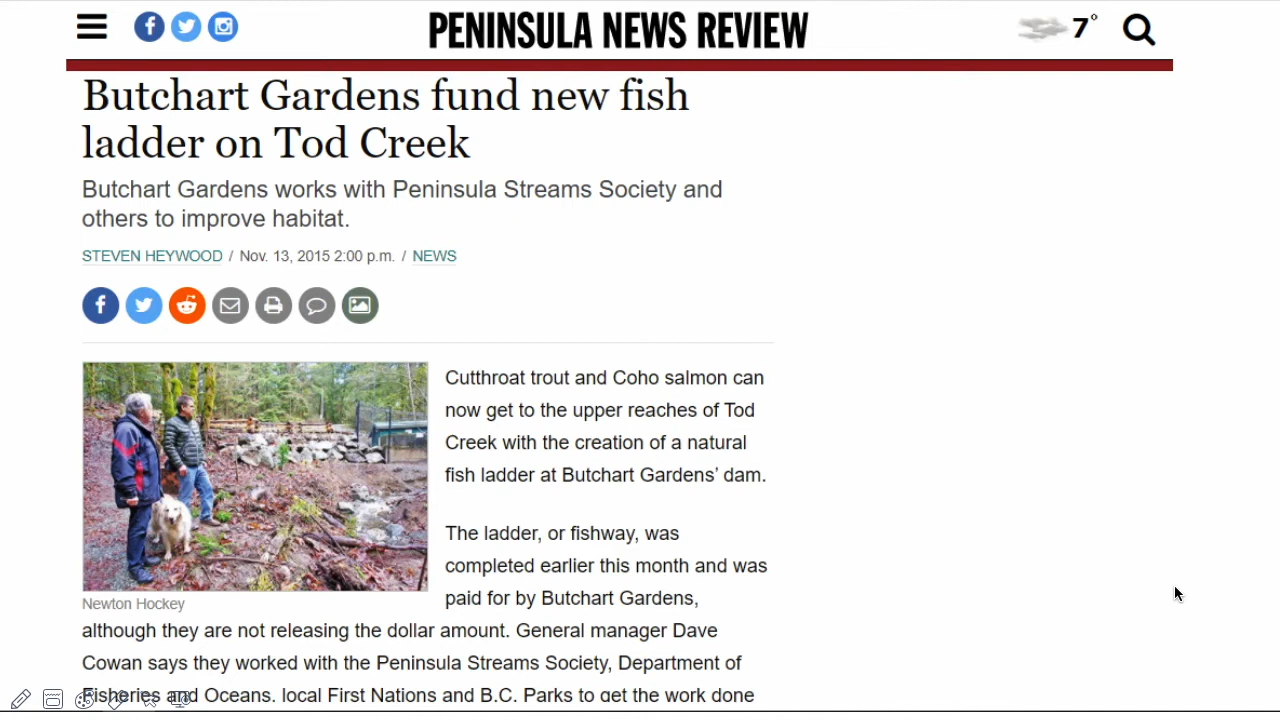 PENINSULA NEWS REVIEW
7°
Butchart Gardens fund new fish
ladder on Tod Creek
Butchart Gardens works with Peninsula Streams Society and
others to improve habitat.
STEVEN HEYWOOD / Nov. 13, 2015 2:00 p.m. / NEWS
Cutthroat trout and Coho salmon can
now get to the upper reaches of Tod
Creek with the creation of a natural
fish ladder at Butchart Gardens’ dam.
The ladder, or fishway, was
completed earlier this month and was
paid for by Butchart Gardens,
Newton Hockey
although they are not releasing the dollar amount. General manager Dave
Cowan says they worked with the Peninsula Streams Society, Department of
Fisheries and Oceans, local First Nations and B.C. Parks to get the work done